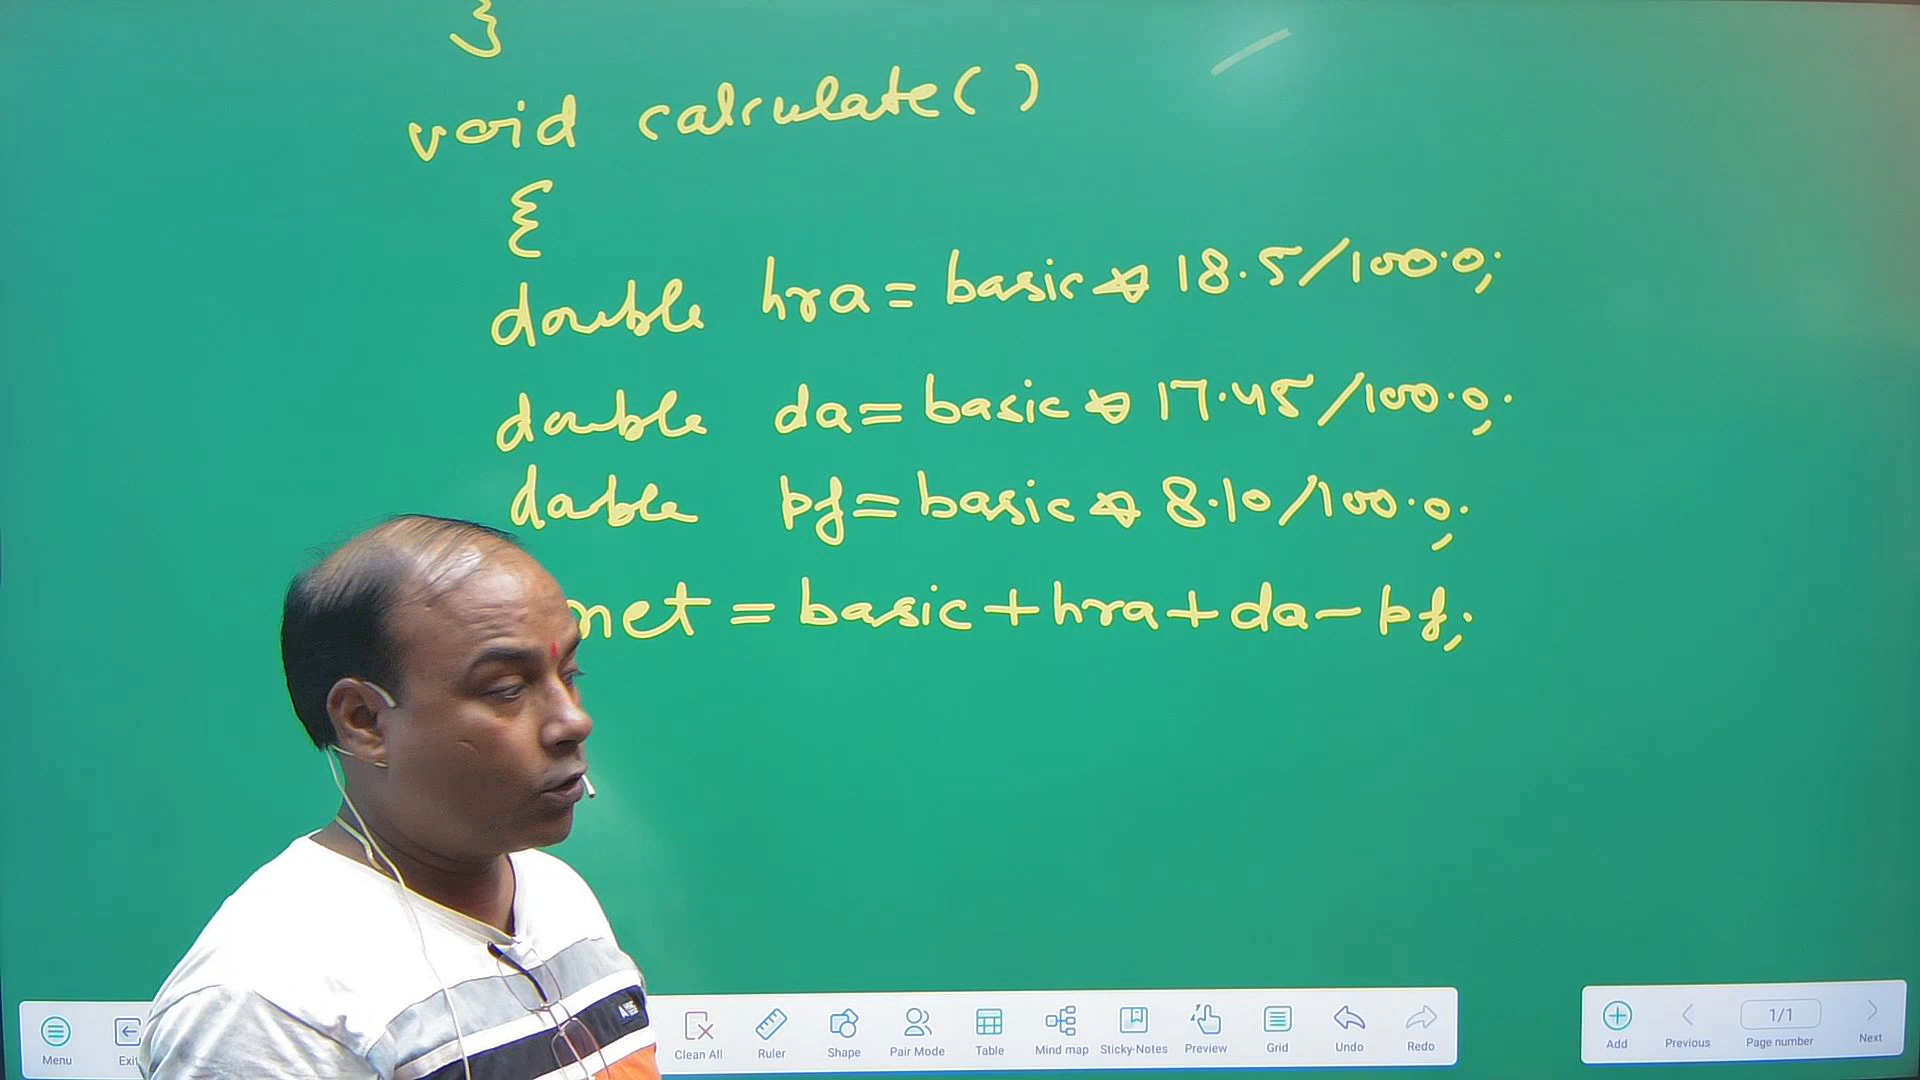 }
void calculate()
{
double hra = basic * 18.5/100.0;
double da = basic * 17.45/100.0;
double pf = basic * 8.10/100.0;
net = basic + hra + da - pf;
Menu
Exit
Clean All
Ruler
Shape
Pair Mode
Table
Mind map
Sticky-Notes
Preview
Grid
Undo
Redo
Add
Previous
1/1
Page number
Next